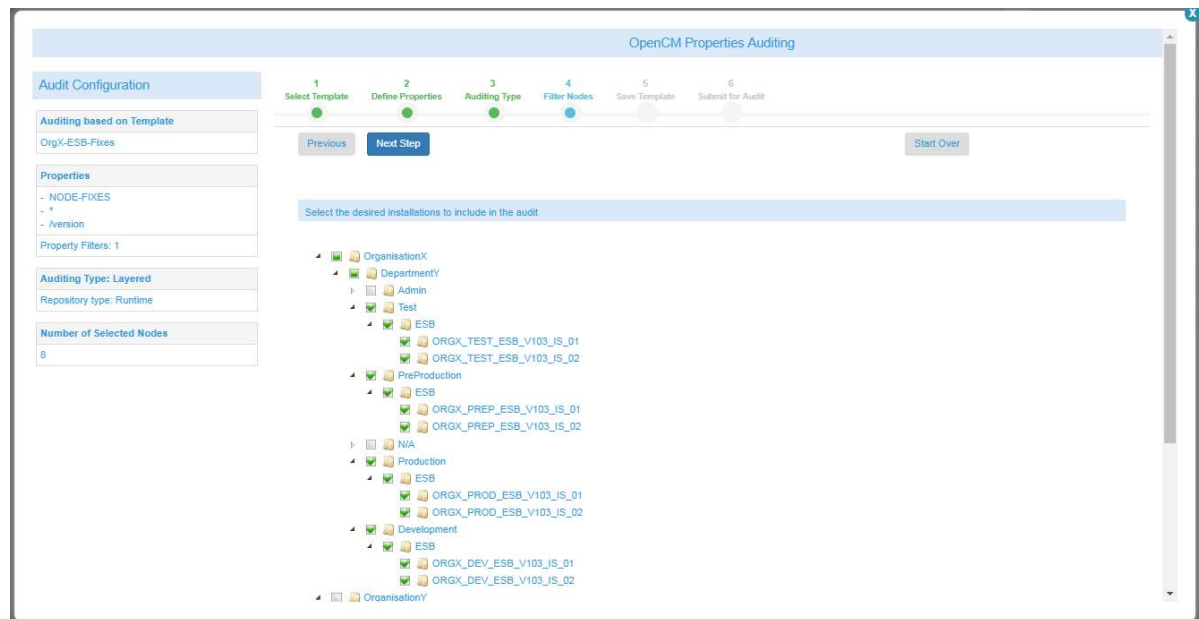 x
OpenCM Properties Auditing
Audit Configuration
Auditing based on Template
OrgX-ESB-Fixes
Properties
- NODE-FIXES
- *
- /version
Property Filters: 1
Auditing Type: Layered
Repository type: Runtime
Number of Selected Nodes
8
1 2 3 4 5 6
Select Template Define Properties Auditing Type Filter Nodes Save Template Submit for Audit
Previous Next Step Start Over
Select the desired installations to include in the audit
OrganisationX
DepartmentY
Admin
Test
ESB
ORGX_TEST_ESB_V103_IS_01
ORGX_TEST_ESB_V103_IS_02
PreProduction
ESB
ORGX_PREP_ESB_V103_IS_01
ORGX_PREP_ESB_V103_IS_02
N/A
Production
ESB
ORGX_PROD_ESB_V103_IS_01
ORGX_PROD_ESB_V103_IS_02
Development
ESB
ORGX_DEV_ESB_V103_IS_01
ORGX_DEV_ESB_V103_IS_02
OrganisationY